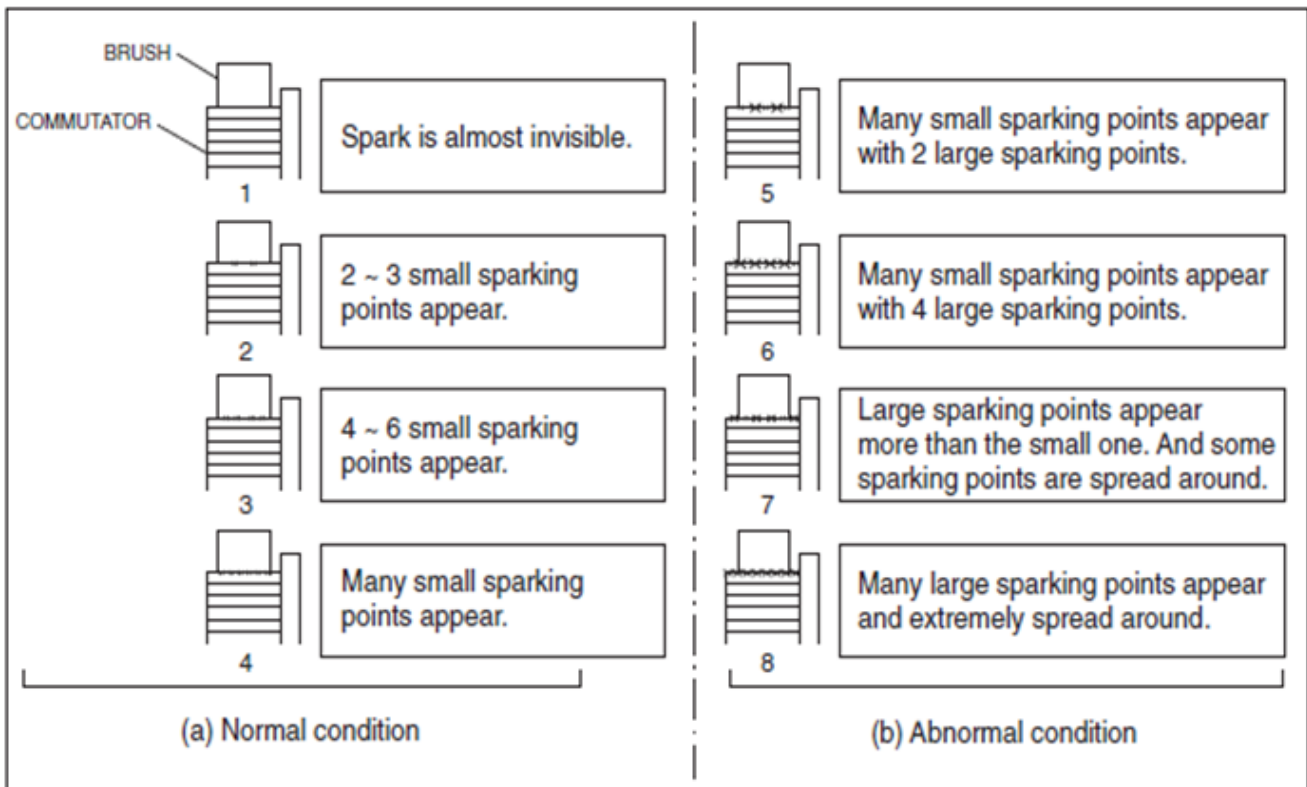 BRUSH
COMMUTATOR
1
Spark is almost invisible.
2
2 ~ 3 small sparking
points appear.
3
4 ~ 6 small sparking
points appear.
4
Many small sparking
points appear.
(a) Normal condition
5
Many small sparking points appear
with 2 large sparking points.
6
Many small sparking points appear
with 4 large sparking points.
7
Large sparking points appear
more than the small one. And some
sparking points are spread around.
8
Many large sparking points appear
and extremely spread around.
(b) Abnormal condition